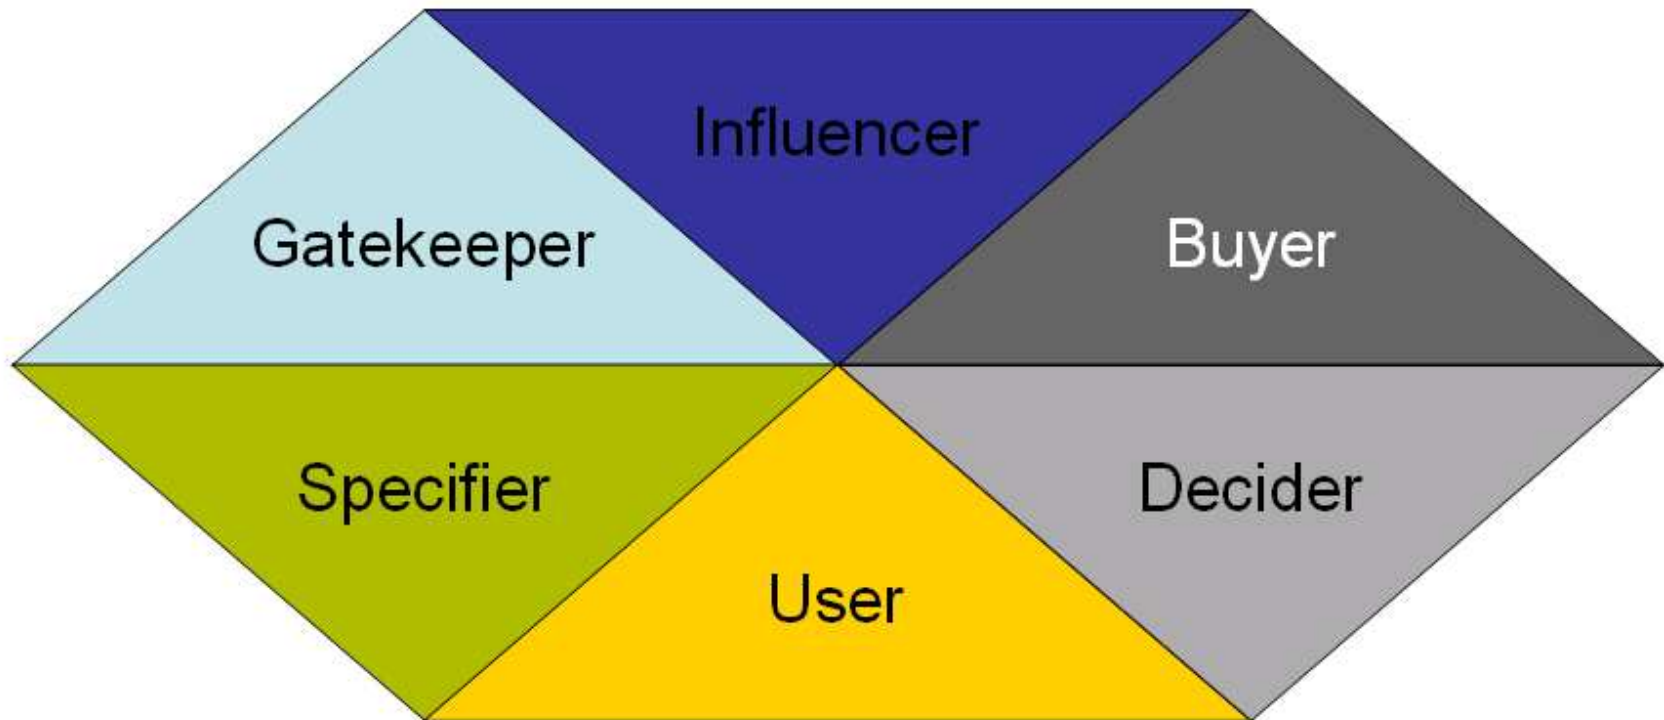 Influencer
Gatekeeper
Buyer
Specifier
Decider
User